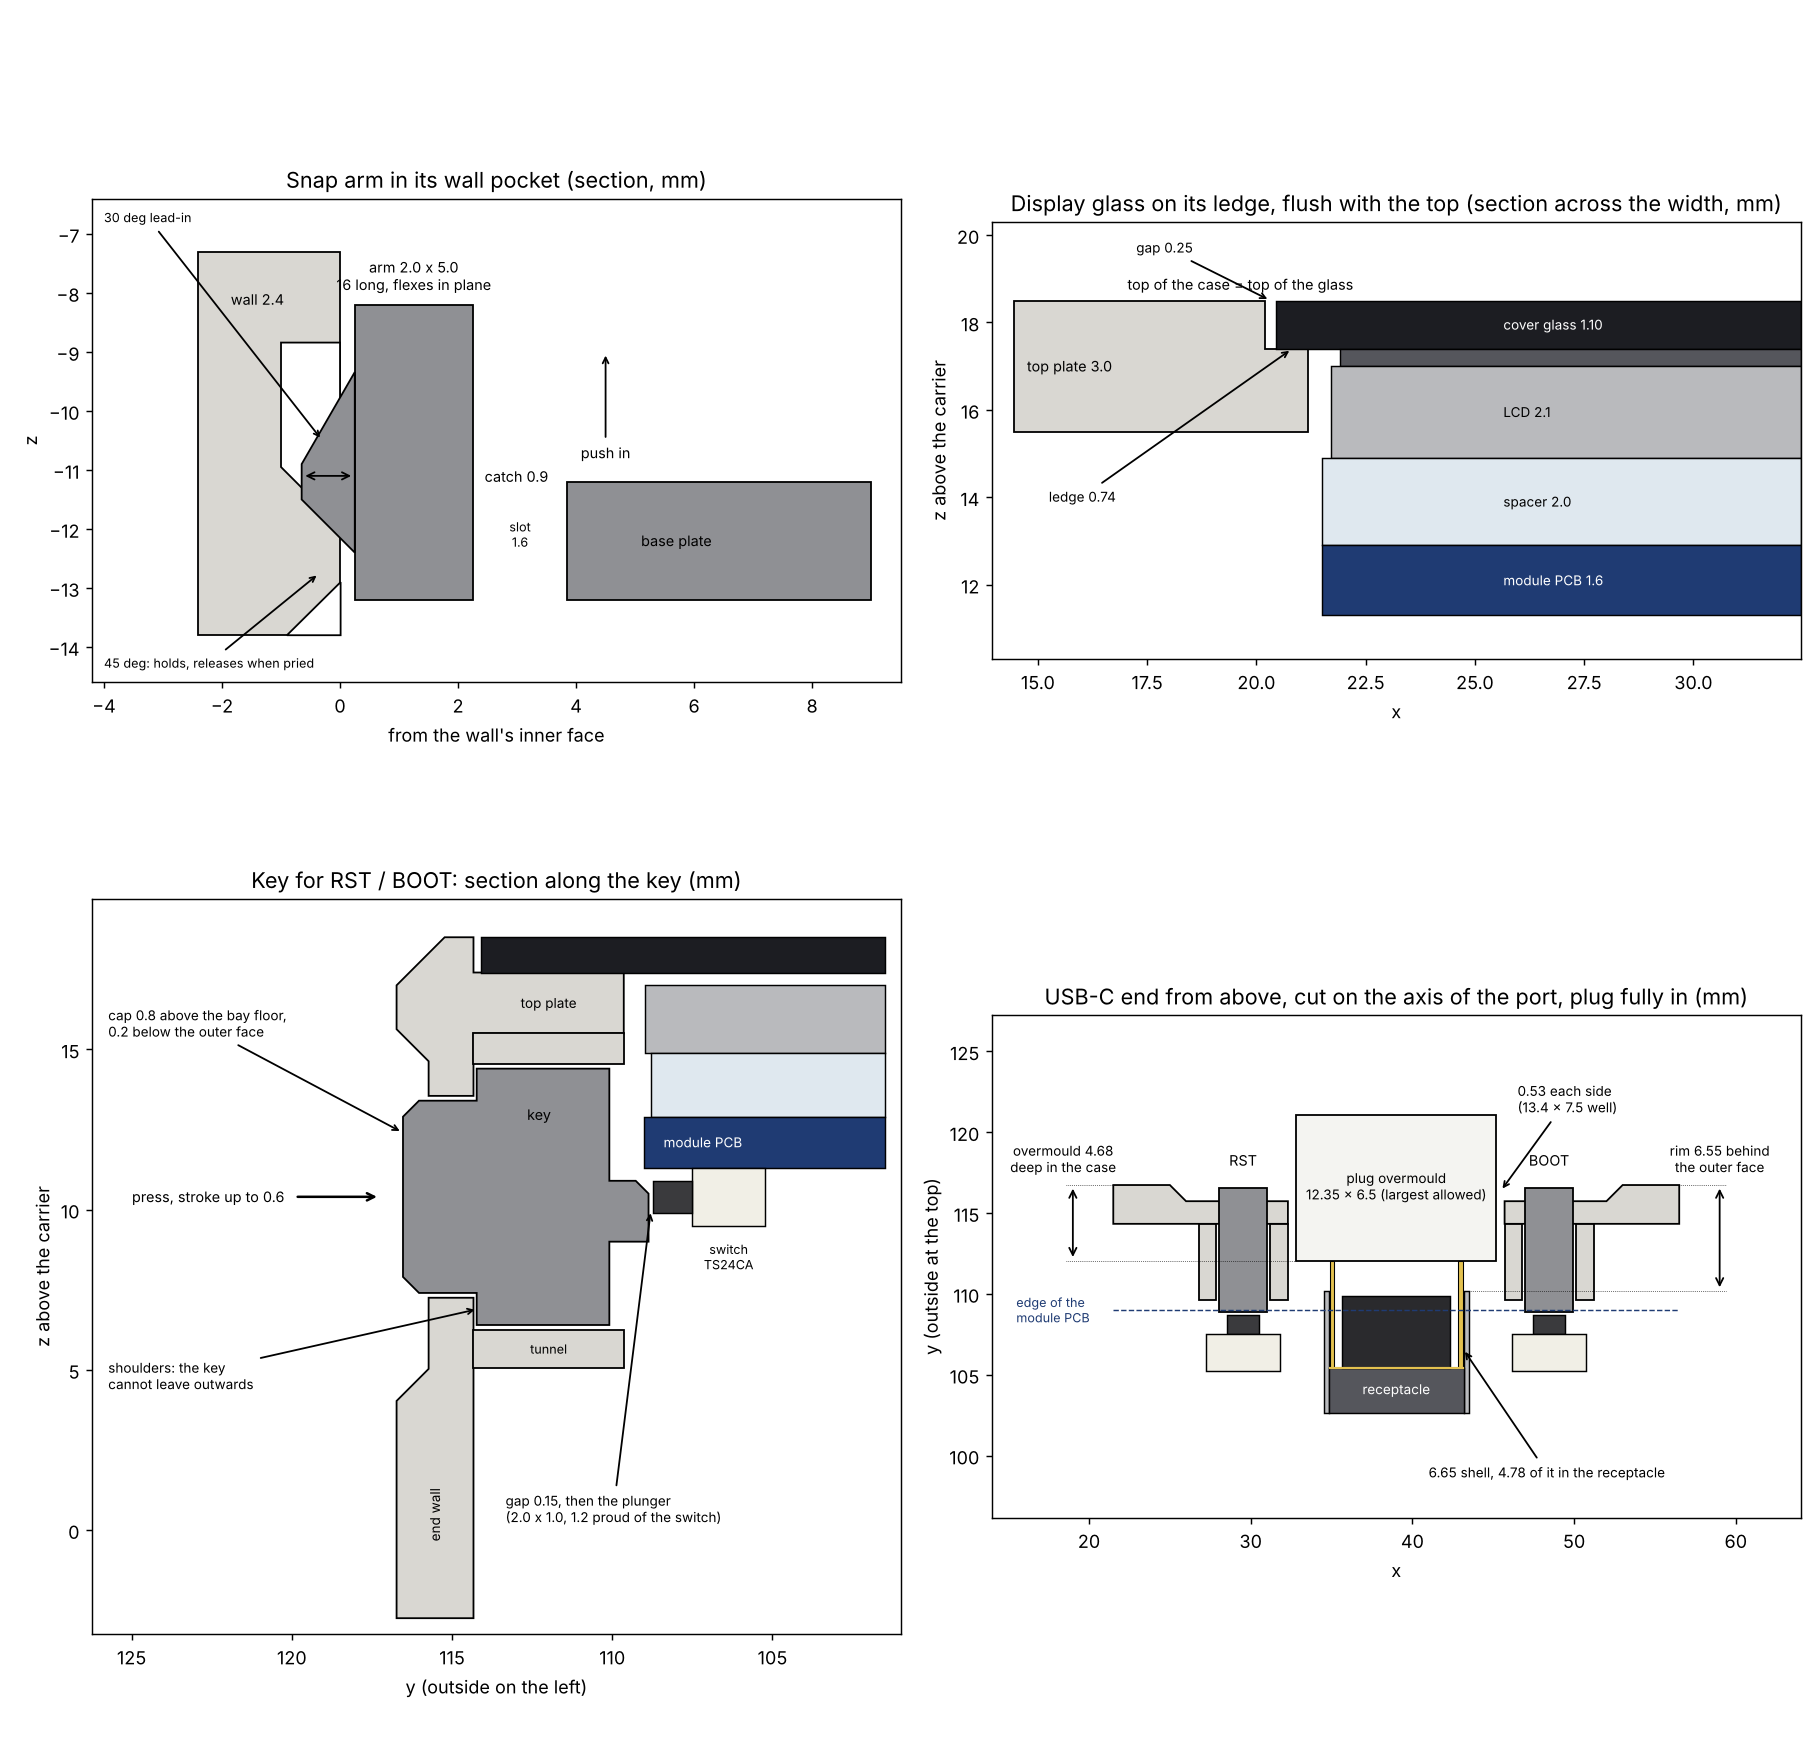 Snap arm in its wall pocket (section, mm)
30 deg lead-in
arm 2.0 x 5.0
16 long, flexes in plane
wall 2.4
push in
catch 0.9
slot
1.6
base plate
45 deg: holds, releases when pried
−7
−8
−9
−10
−11
−12
−13
−14
z
−4
−2
0
2
4
6
8
from the wall's inner face
Display glass on its ledge, flush with the top (section across the width, mm)
gap 0.25
top of the case = top of the glass
cover glass 1.10
top plate 3.0
LCD 2.1
ledge 0.74
spacer 2.0
module PCB 1.6
20
18
16
14
12
z above the carrier
15.0
17.5
20.0
22.5
25.0
27.5
30.0
x
Key for RST / BOOT: section along the key (mm)
cap 0.8 above the bay floor,
0.2 below the outer face
top plate
key
module PCB
press, stroke up to 0.6
switch
TS24CA
shoulders: the key
cannot leave outwards
tunnel
end wall
gap 0.15, then the plunger
(2.0 x 1.0, 1.2 proud of the switch)
15
10
5
0
z above the carrier
125
120
115
110
105
y (outside on the left)
USB-C end from above, cut on the axis of the port, plug fully in (mm)
0.53 each side
(13.4 × 7.5 well)
overmould 4.68
deep in the case
RST
plug overmould
12.35 × 6.5 (largest allowed)
BOOT
rim 6.55 behind
the outer face
edge of the
module PCB
receptacle
6.65 shell, 4.78 of it in the receptacle
125
120
115
110
105
100
y (outside at the top)
20
30
40
50
60
x